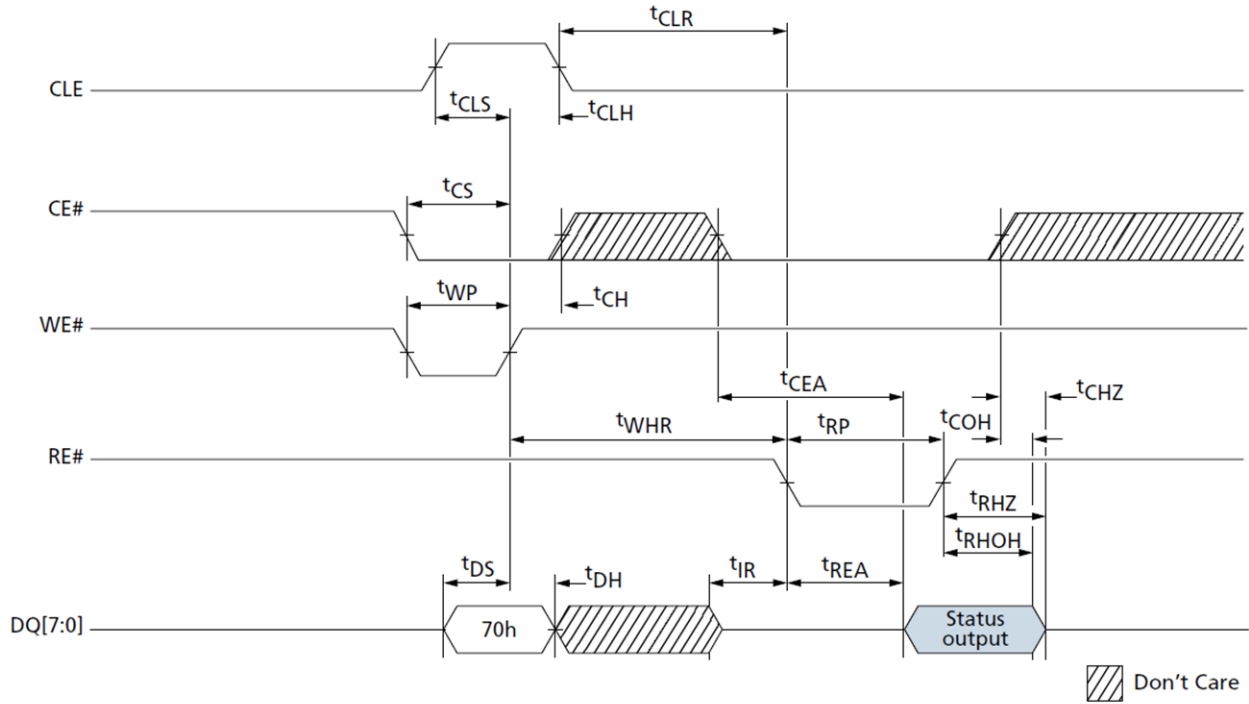 tCLR
CLE
tCLS
tCLH
tCS
CE#
tWP
tCH
WE#
tCEA
tCHZ
tWHR
tRP
tCOH
RE#
tRHZ
tRHOH
tDS
tDH
tIR
tREA
DQ[7:0]
70h
Status
output
Don't Care